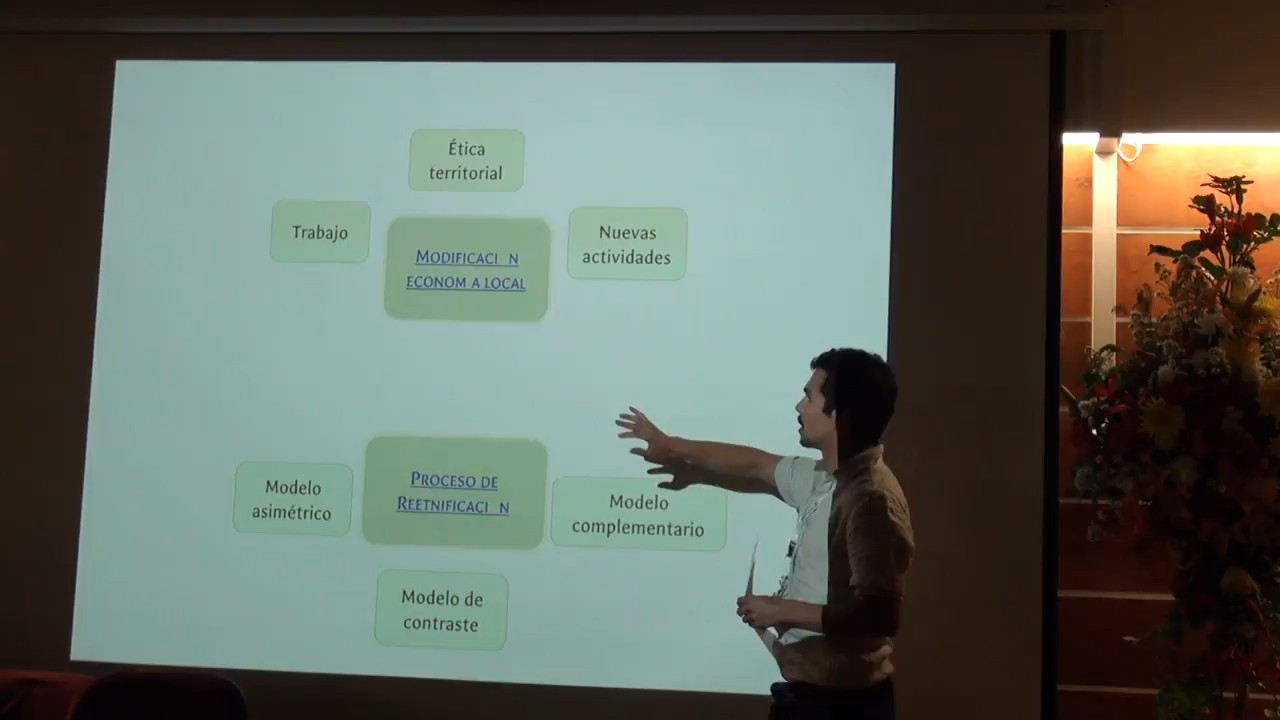 Ética
territorial
Trabajo
MODIFICACI N
ECONOM A LOCAL
Nuevas
actividades
Modelo
asimétrico
PROCESO DE
REETNIFICACI N
Modelo
complementario
Modelo de
contraste